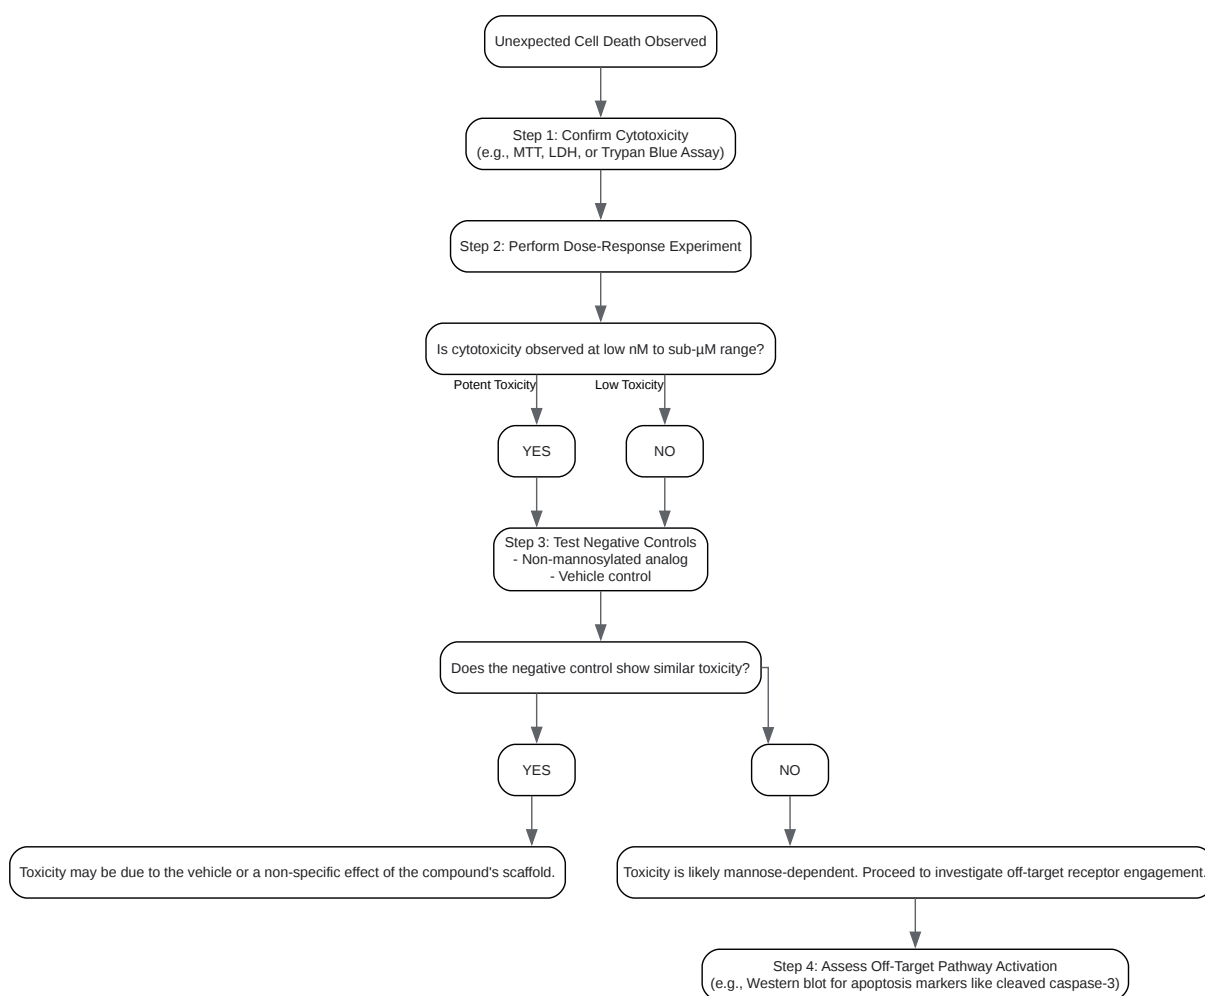 Unexpected Cell Death Observed
Step 1: Confirm Cytotoxicity
(e.g., MTT, LDH, or Trypan Blue Assay)
Step 2: Perform Dose-Response Experiment
Is cytotoxicity observed at low nM to sub-µM range?
Potent Toxicity
Low Toxicity
YES
NO
Step 3: Test Negative Controls
- Non-mannosylated analog
- Vehicle control
Does the negative control show similar toxicity?
YES
NO
Toxicity may be due to the vehicle or a non-specific effect of the compound's scaffold.
Toxicity is likely mannose-dependent. Proceed to investigate off-target receptor engagement.
Step 4: Assess Off-Target Pathway Activation
(e.g., Western blot for apoptosis markers like cleaved caspase-3)